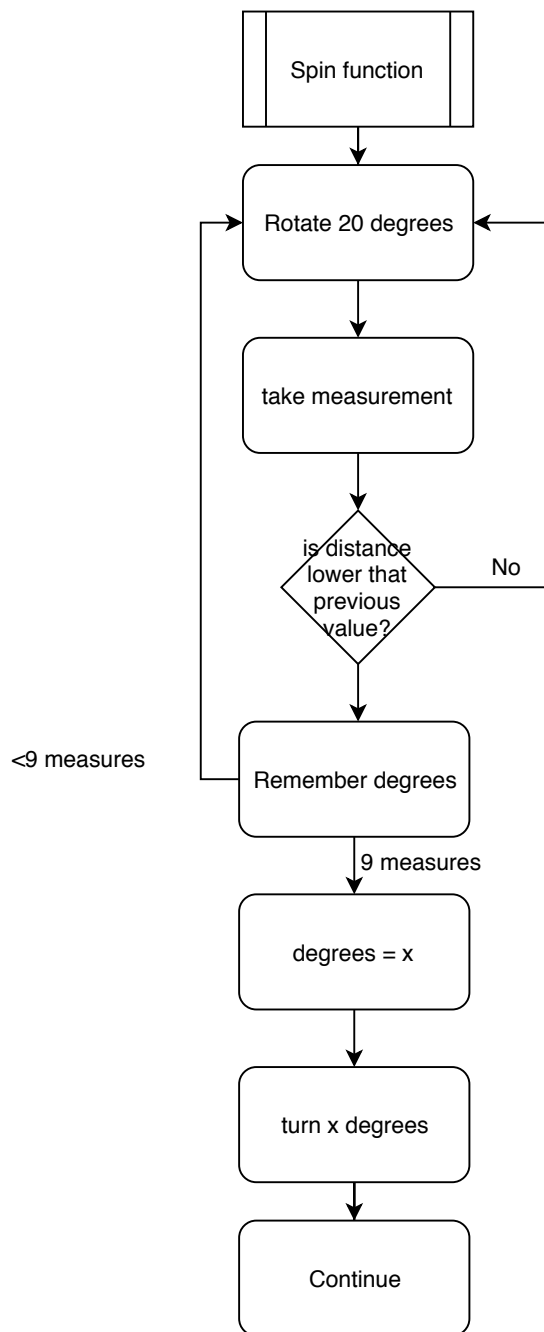 Spin function
Rotate 20 degrees
take measurement
is distance
lower that
previous
value?
No
<9 measures
Remember degrees
9 measures
degrees = x
turn x degrees
Continue